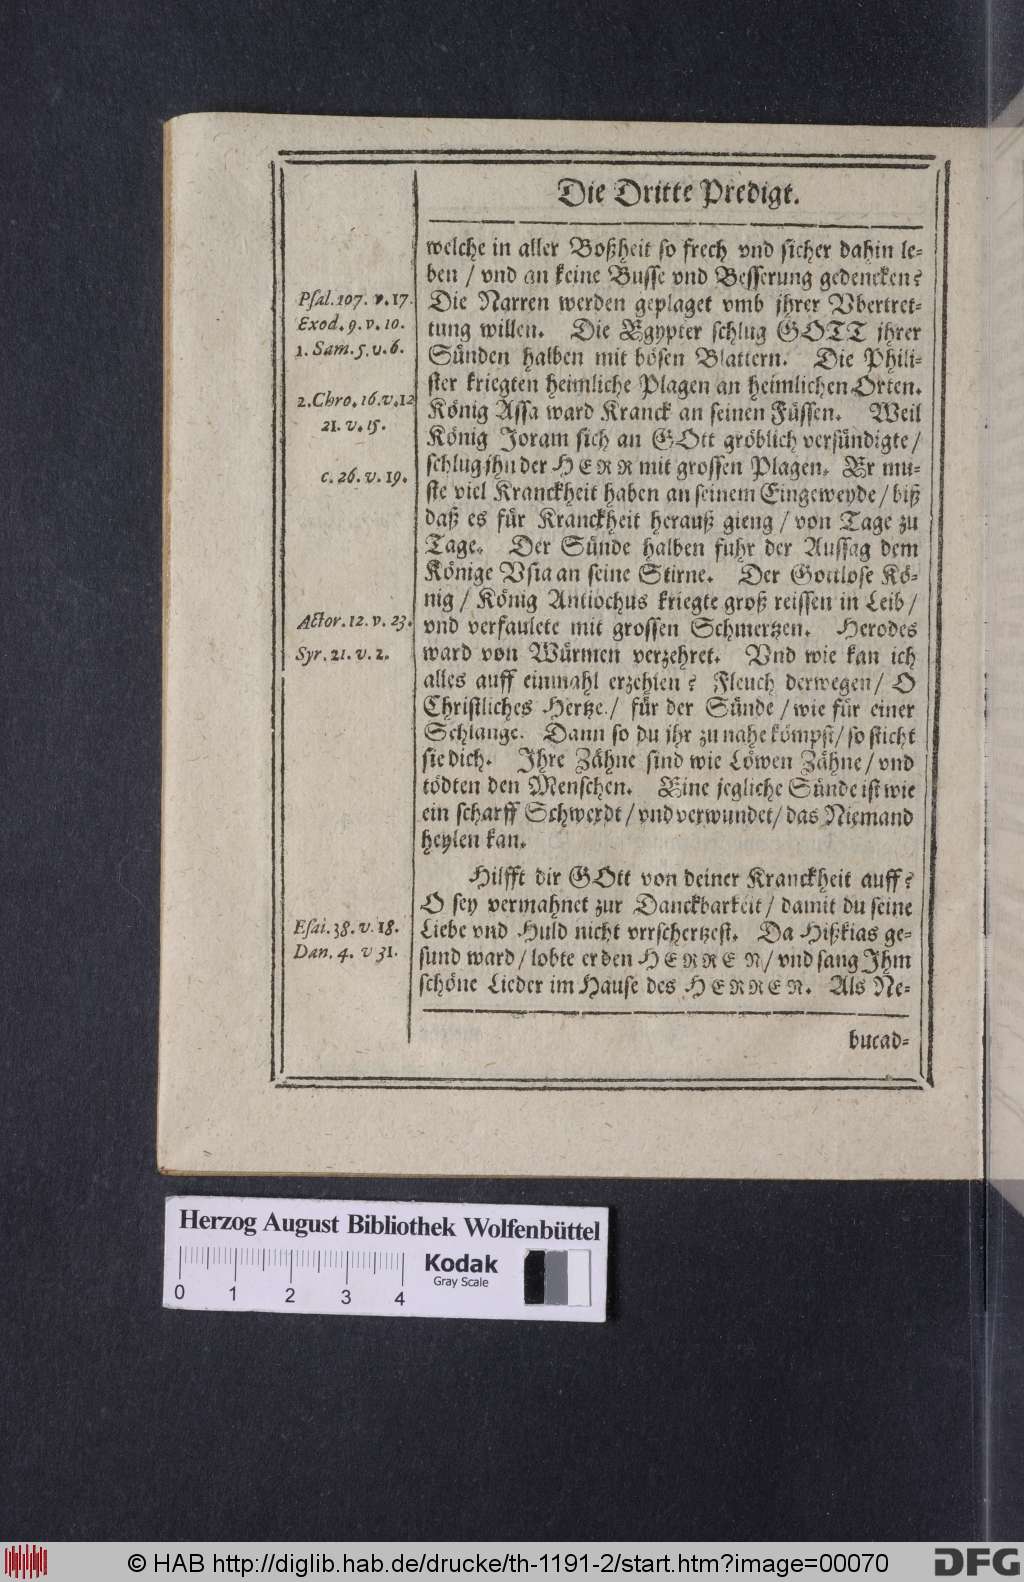 Die Dritte Predigt.
welche in aller Boßheit so frech vnd sicher dahin le-
ben / vnd an keine Busse vnd Besserung gedencken?
Die Narren werden geplaget vmb jhrer Vbertret-
tung willen. Die Egypter schlug GOTT jhrer
Sünden halben mit bösen Blattern. Die Phili-
ster kriegten heimliche Plagen an heimlichen Orten.
König Assa ward Kranck an seinen Füssen. Weil
König Joram sich an GOtt gröblich versündigte /
schlug jhn der HERR mit grossen Plagen. Er mu-
ste viel Kranckheit haben an seinem Eingeweyde / biß
daß es für Kranckheit herauß gieng / von Tage zu
Tage. Der Sünde halben fuhr der Aussag dem
Könige Vsia an seine Stirne. Der Gottlose Kö-
nig / König Antiochus kriegte groß reissen in Leib /
vnd verfaulete mit grossen Schmertzen. Herodes
ward von Würmen verzehret. Vnd wie kan ich
alles auff einmahl erzehlen? Fleuch derwegen / O
Christliches Hertze / für der Sünde / wie für einer
Schlange. Dann so du jhr zu nahe kömpst / so sticht
sie dich. Ihre Zähne sind wie Löwen Zähne / vnd
tödten den Menschen. Eine jegliche Sünde ist wie
ein scharff Schwerdt / vnd verwundet / das Niemand
heylen kan.
Hilfft dir GOtt von deiner Kranckheit auff?
O sey vermahnet zur Danckbarkeit / damit du seine
Liebe vnd Huld nicht vrrschertzest. Da Hißkias ge-
sund ward / lobte er den HERREN / vnd sang Ihm
schöne Lieder im Hause des HERREN. Als Ne-
bucad-
Psal. 107. v. 17.
Exod. 9. v. 10.
1. Sam. 5. v. 6.
2. Chro. 16. v. 12
21. v. 15.
c. 26. v. 19.
Actor. 12. v. 23.
Syr. 21. v. 2.
Esai. 38. v. 18.
Dan. 4. v 31.
Herzog August Bibliothek Wolfenbüttel
Kodak
Gray Scale
0 1 2 3 4
© HAB http://diglib.hab.de/drucke/th-1191-2/start.htm?image=00070
DFG